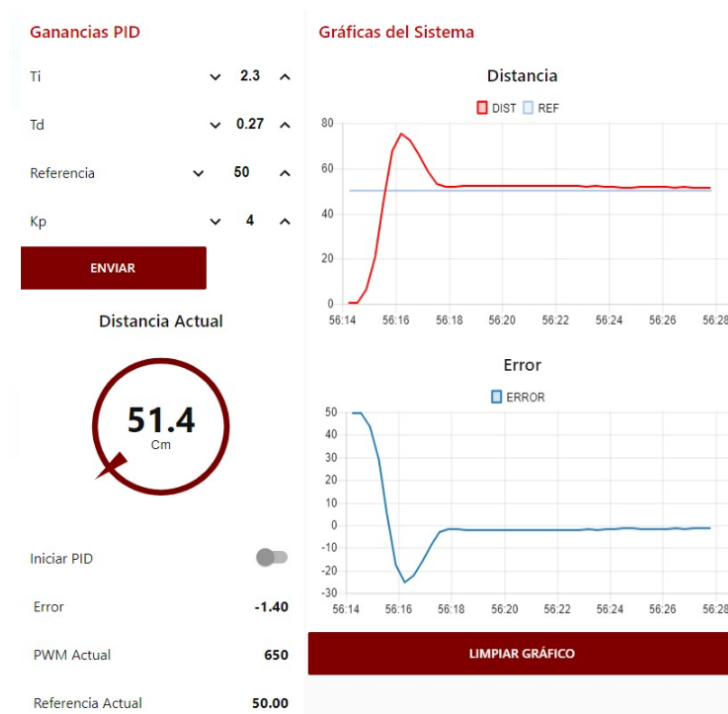 Ganancias PID
Ti 2.3
Td 0.27
Referencia 50
Kp 4
ENVIAR
Distancia Actual
51.4
Cm
Iniciar PID
Error -1.40
PWM Actual 650
Referencia Actual 50.00
Gráficas del Sistema
Distancia
DIST REF
80
60
40
20
0
56:14 56:16 56:18 56:20 56:22 56:24 56:26 56:28
Error
ERROR
50
40
30
20
10
0
-10
-20
-30
56:14 56:16 56:18 56:20 56:22 56:24 56:26 56:28
LIMPIAR GRÁFICO